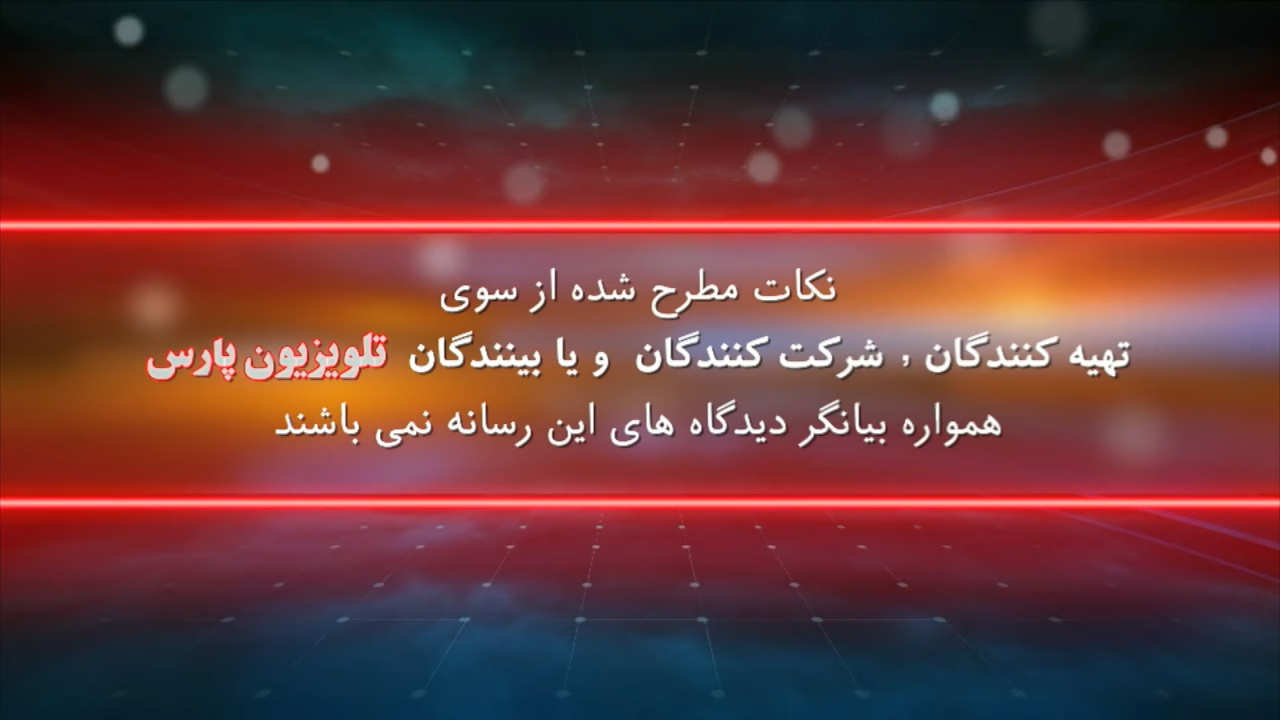 نکات مطرح شده از سوی
تهیه کنندگان , شرکت کنندگان و یا بینندگان تلویزیون پارس
همواره بیانگر دیدگاه های این رسانه نمی باشند